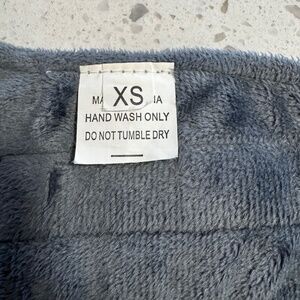 XS
HAND WASH ONLY
DO NOT TUMBLE DRY